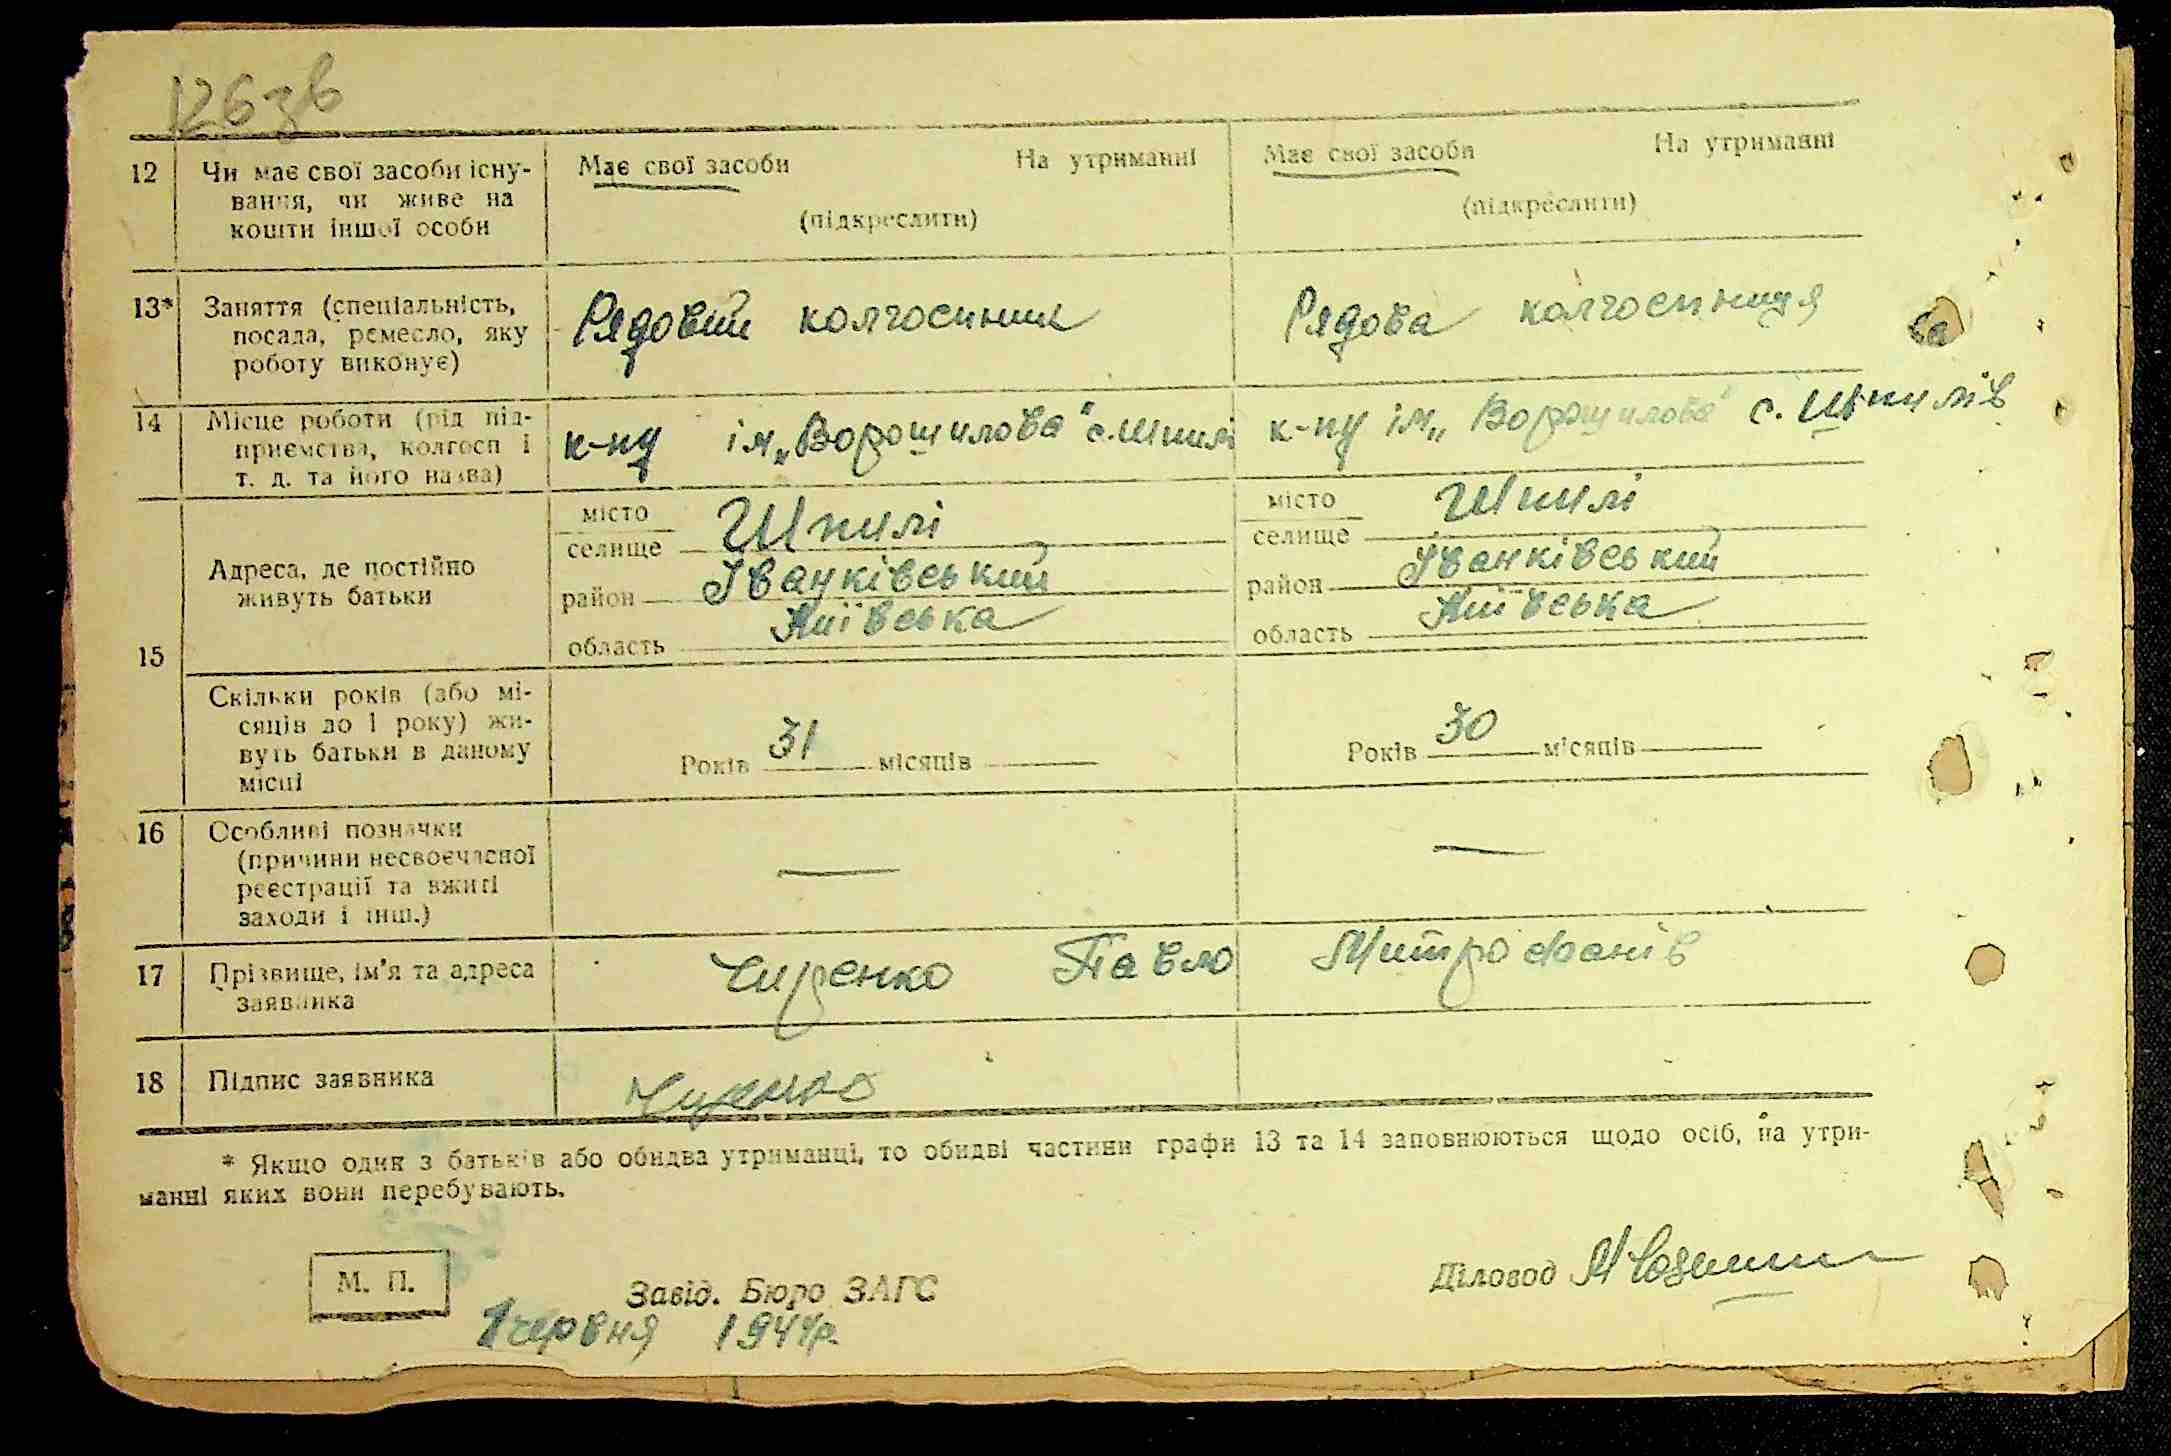 126зв
12 Чи має свої засоби існу-
вання, чи живе на
кошти іншої особи
Має свої засоби На утриманні
(підкреслити)
Має свої засоби На утриманні
(підкреслити)
13* Заняття (спеціальність,
посада, ремесло, яку
роботу виконує)
Рядовий колгоспник
Рядова колгоспниця
14 Місце роботи (рід під-
приємства, колгосп і
т. д. та його назва)
к-пу ім „Ворошилова" с. Шпилі
к-пу ім „Ворошилова" с. Шпилів
15 Адреса, де постійно
живуть батьки
місто
селище Шпилі
район Іванківський
область Київська
місто
селище Шпилі
район Іванківський
область Київська
Скільки років (або мі-
сяців до 1 року) жи-
вуть батьки в даному
місці
Років 31 місяців
Років 30 місяців
16 Особливі позначки
(причини несвоєчасної
реєстрації та вжиті
заходи і інш.)
—
—
17 Прізвище, ім'я та адреса
заявника
Чиренко Павло Митрофанів
18 Підпис заявника
* Якщо один з батьків або обидва утриманці, то обидві частини графи 13 та 14 заповнюються щодо осіб, на утри-
манні яких вони перебувають.
М. П.
Завід. Бюро ЗАГС
Діловод
1 червня 1944р.